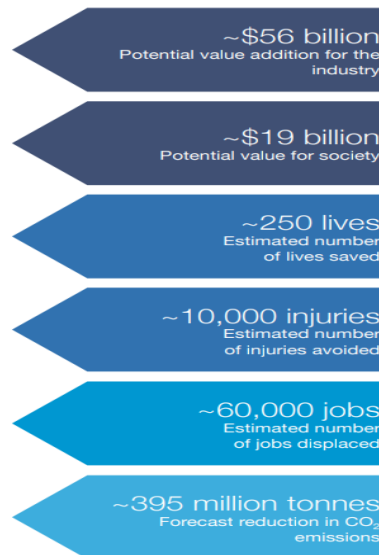 ~$56 billion
Potential value addition for the
industry
~$19 billion
Potential value for society
~250 lives
Estimated number
of lives saved
~10,000 injuries
Estimated number
of injuries avoided
~60,000 jobs
Estimated number
of jobs displaced
~395 million tonnes
Forecast reduction in CO₂
emissions